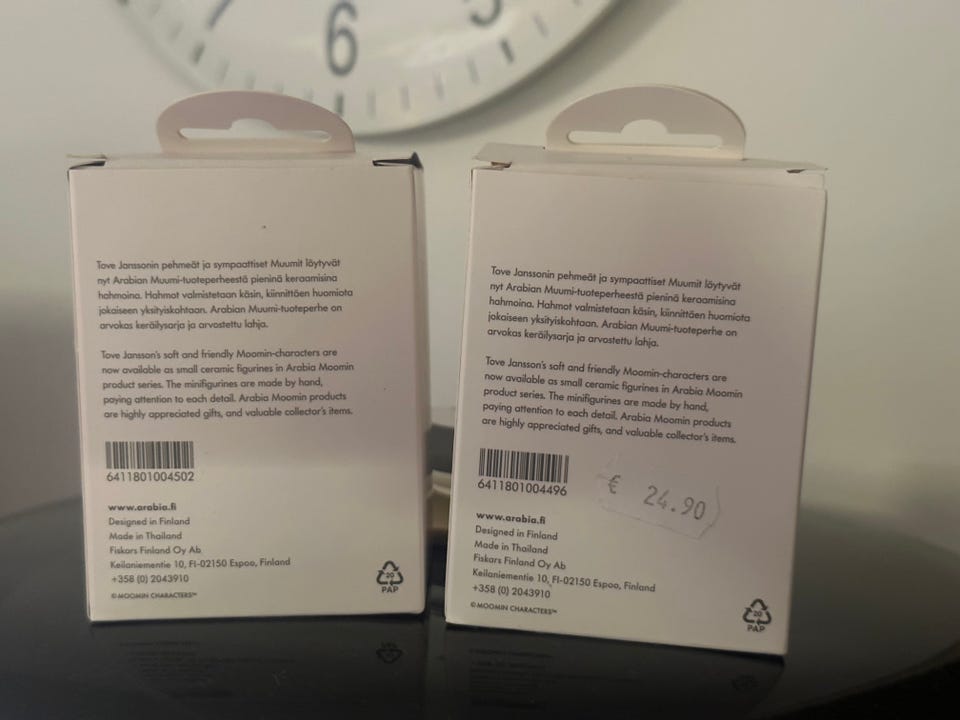 6
5
Tove Janssonin pehmeät ja sympaattiset Muumit löytyvät
nyt Arabian Muumi-tuoteperheestä pieninä keraamisina
hahmoina. Hahmot valmistetaan käsin, kiinnittäen huomiota
jokaiseen yksityiskohtaan. Arabian Muumi-tuoteperhe on
arvokas keräilysarja ja arvostettu lahja.
Tove Jansson's soft and friendly Moomin-characters are
now available as small ceramic figurines in Arabia Moomin
product series. The minifigurines are made by hand,
paying attention to each detail. Arabia Moomin products
are highly appreciated gifts, and valuable collector's items.
6411801004502
www.arabia.fi
Designed in Finland
Made in Thailand
Fiskars Finland Oy Ab
Keilaniementie 10, FI-02150 Espoo, Finland
+358 (0) 2043910
©MOOMIN CHARACTERS™
20
PAP
Tove Janssonin pehmeät ja sympaattiset Muumit löytyvät
nyt Arabian Muumi-tuoteperheestä pieninä keraamisina
hahmoina. Hahmot valmistetaan käsin, kiinnittäen huomiota
jokaiseen yksityiskohtaan. Arabian Muumi-tuoteperhe on
arvokas keräilysarja ja arvostettu lahja.
Tove Jansson's soft and friendly Moomin-characters are
now available as small ceramic figurines in Arabia Moomin
product series. The minifigurines are made by hand,
paying attention to each detail. Arabia Moomin products
are highly appreciated gifts, and valuable collector's items.
6411801004496
€ 24.90
www.arabia.fi
Designed in Finland
Made in Thailand
Fiskars Finland Oy Ab
Keilaniementie 10, FI-02150 Espoo, Finland
+358 (0) 2043910
©MOOMIN CHARACTERS™
20
PAP